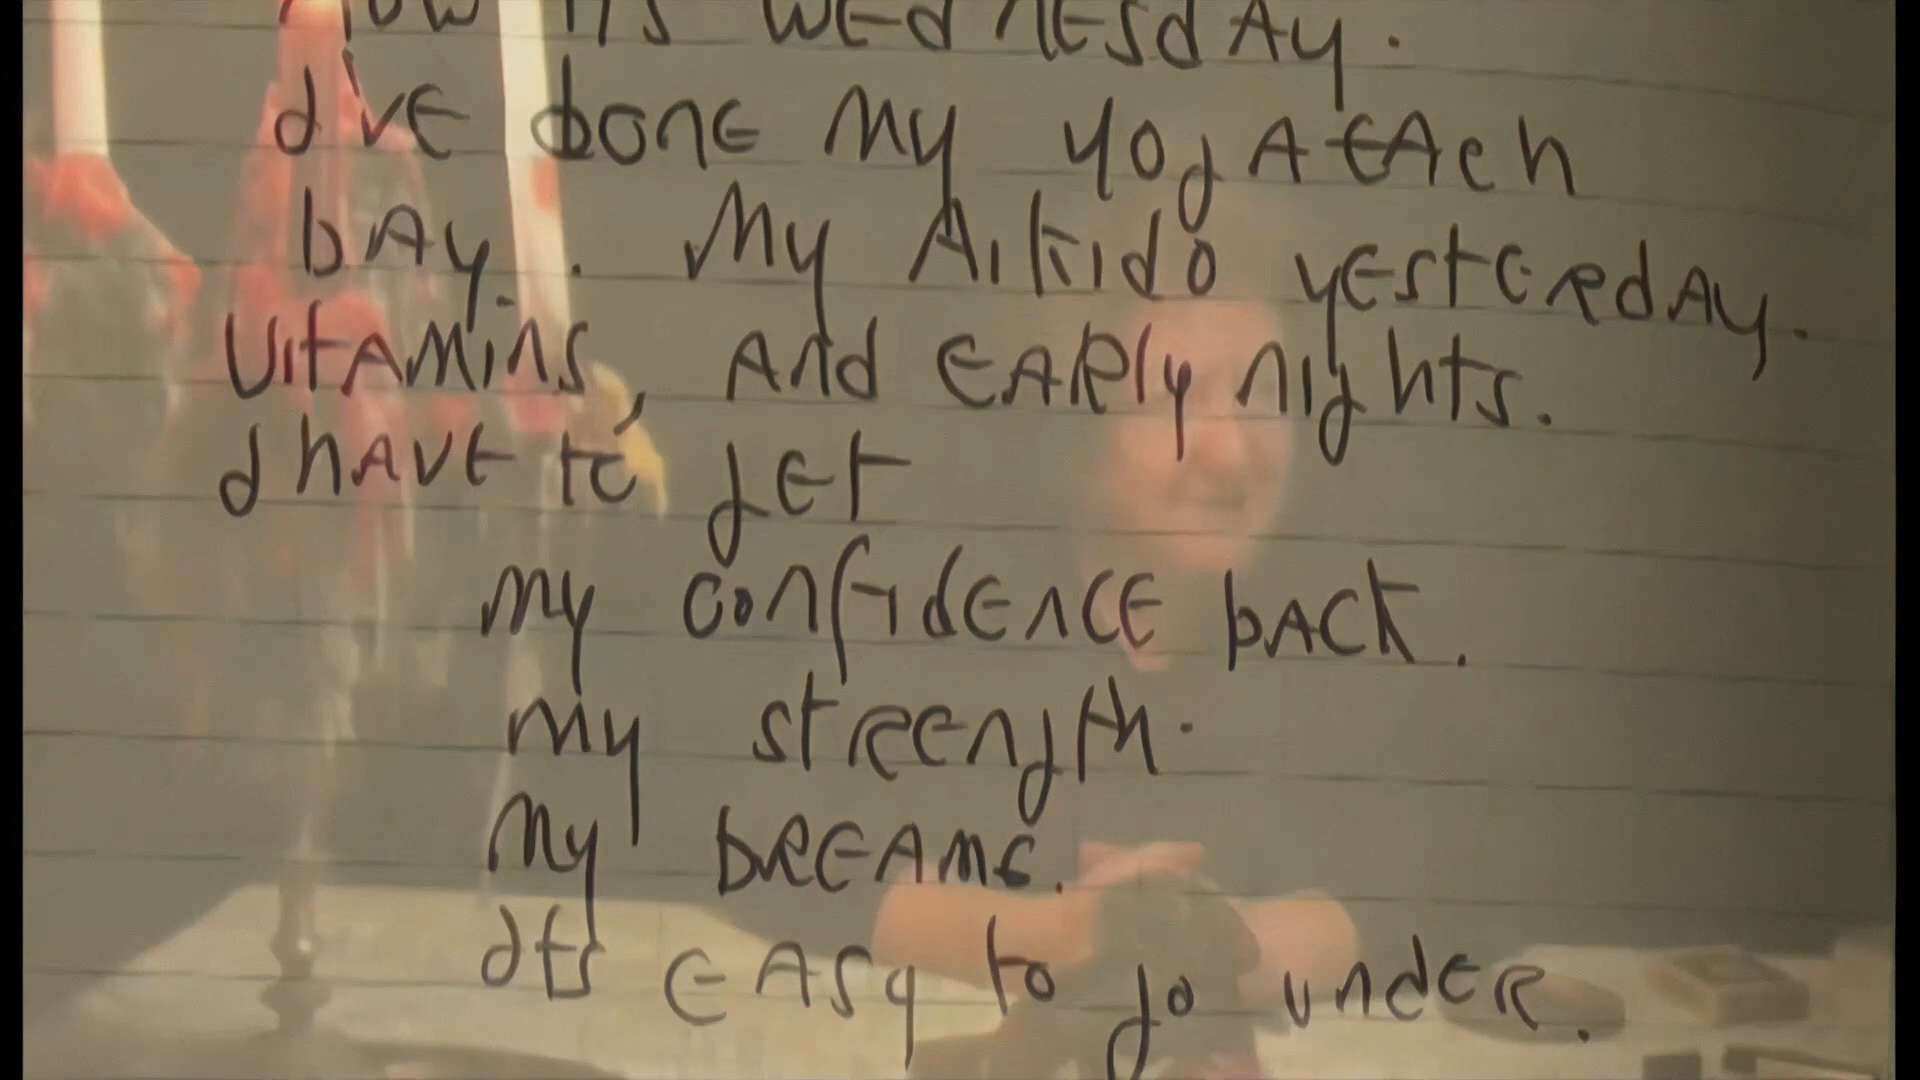 Now its WEdnESdAy.
I'vE donE My yogA EAch
DAy. My Aikido yEstERdAy.
VitAMins, And EARly nights.
I hAVE to gEt
My confidEncE bACk.
My stREngth.
My DREAMS.
Its EASy to go undER.